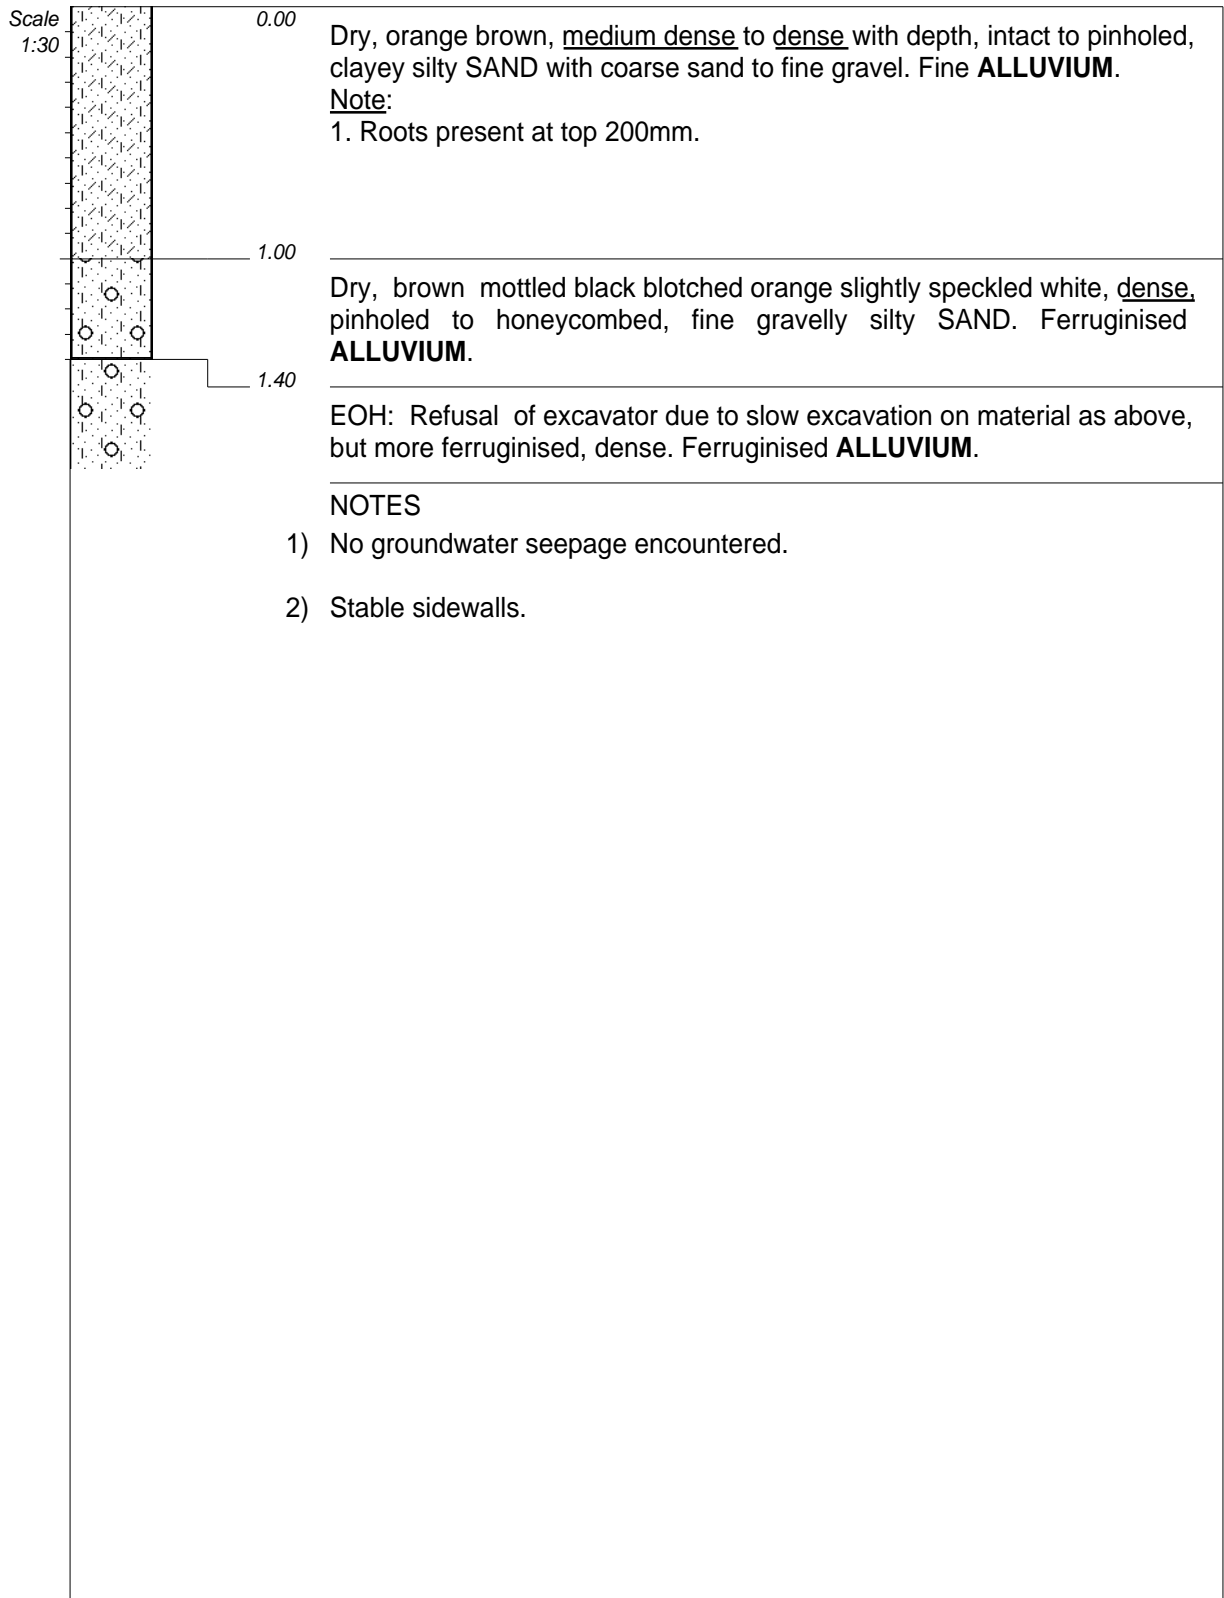 Scale
1:30
0.00
Dry, orange brown, medium dense to dense with depth, intact to pinholed,
clayey silty SAND with coarse sand to fine gravel. Fine ALLUVIUM.
Note:
1. Roots present at top 200mm.
1.00
Dry, brown mottled black blotched orange slightly speckled white, dense,
pinholed to honeycombed, fine gravelly silty SAND. Ferruginised
ALLUVIUM.
1.40
EOH: Refusal of excavator due to slow excavation on material as above,
but more ferruginised, dense. Ferruginised ALLUVIUM.
NOTES
1) No groundwater seepage encountered.
2) Stable sidewalls.